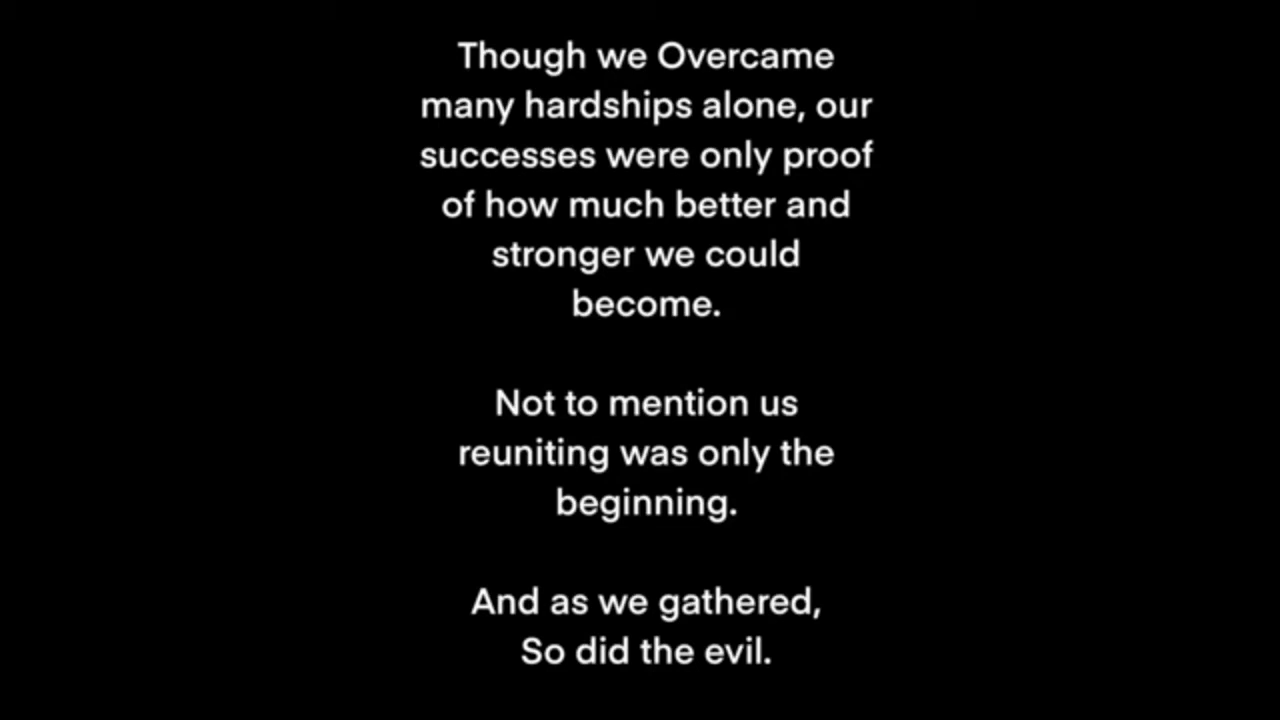 Though we Overcame
many hardships alone, our
successes were only proof
of how much better and
stronger we could
become.
Not to mention us
reuniting was only the
beginning.
And as we gathered,
So did the evil.